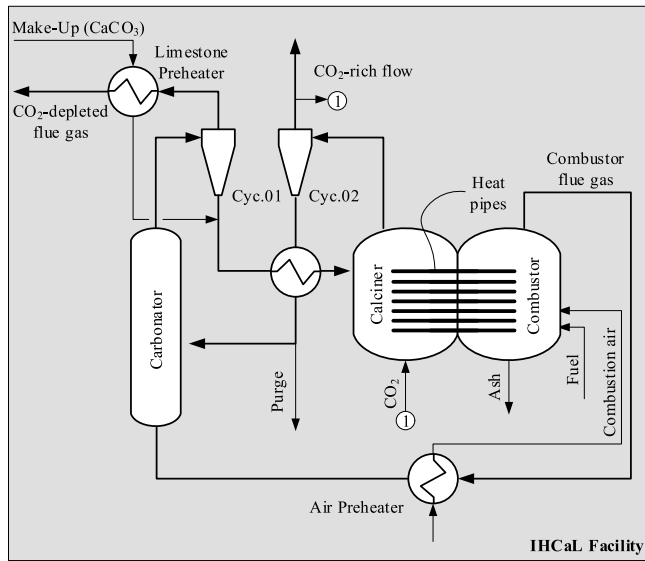 Make-Up (CaCO₃)
Limestone
Preheater
CO₂-rich flow
1
CO₂-depleted
flue gas
Combustor
flue gas
Cyc.01
Cyc.02
Heat
pipes
Carbonator
Calciner
Combustor
Purge
CO₂
1
Ash
Fuel
Combustion air
Air Preheater
IHCaL Facility